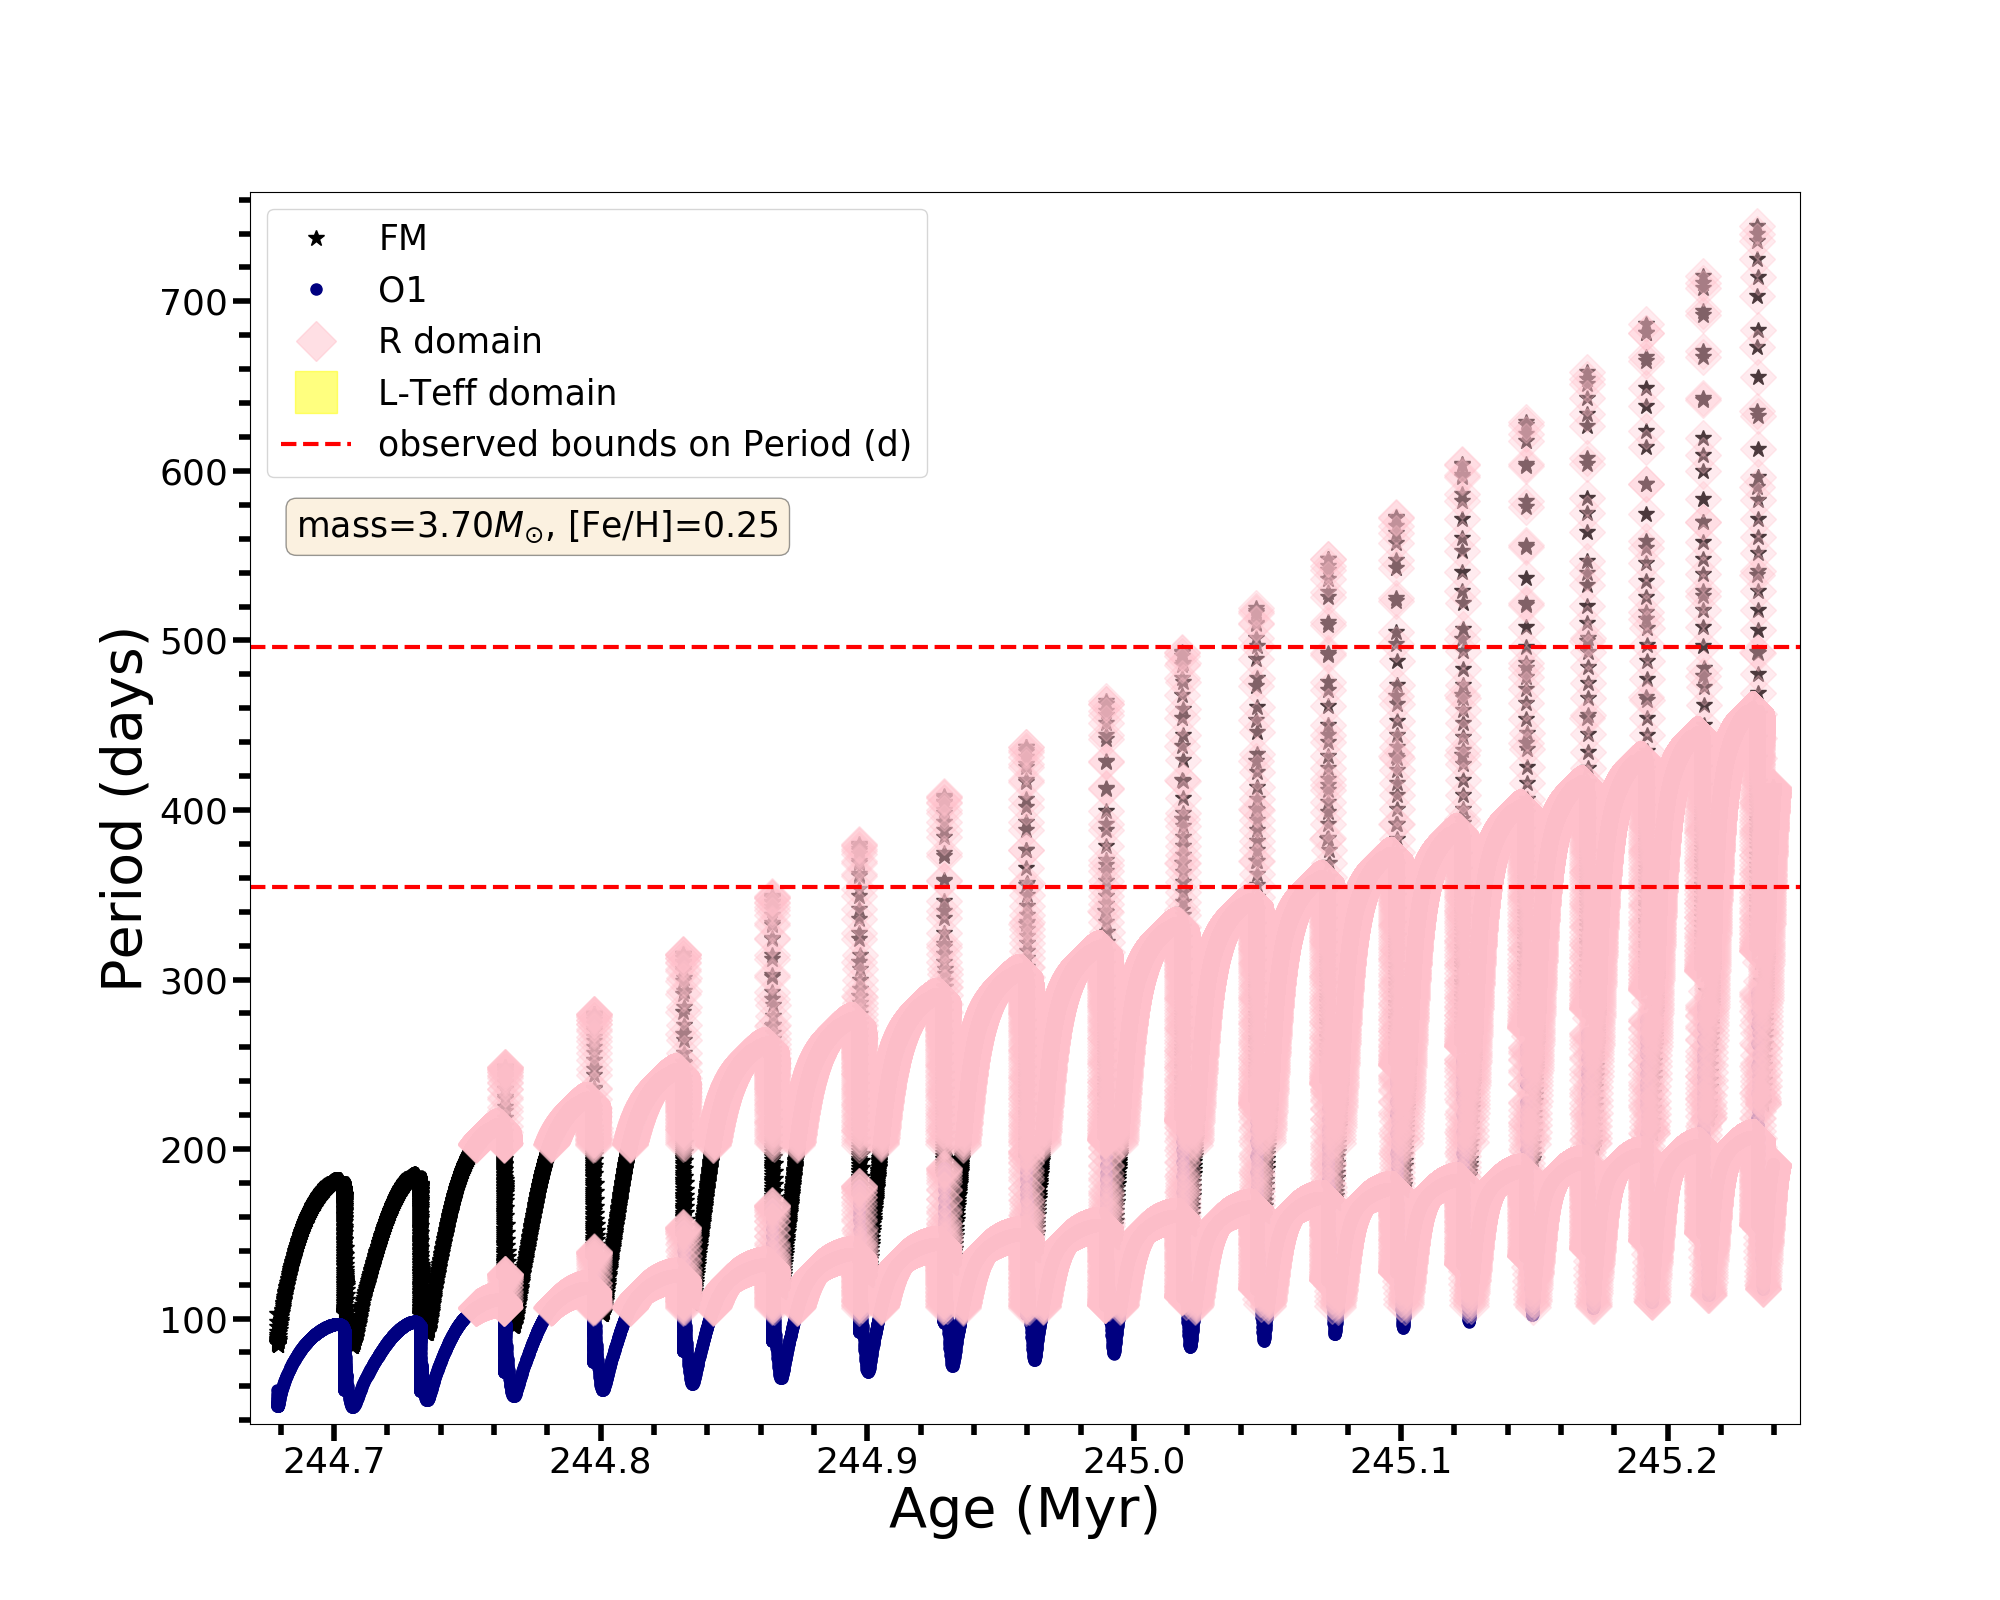 FM
O1
R domain
L-Teff domain
observed bounds on Period (d)
mass=3.70M☉, [Fe/H]=0.25
700
600
500
400
300
200
100
Period (days)
244.7 244.8 244.9 245.0 245.1 245.2
Age (Myr)